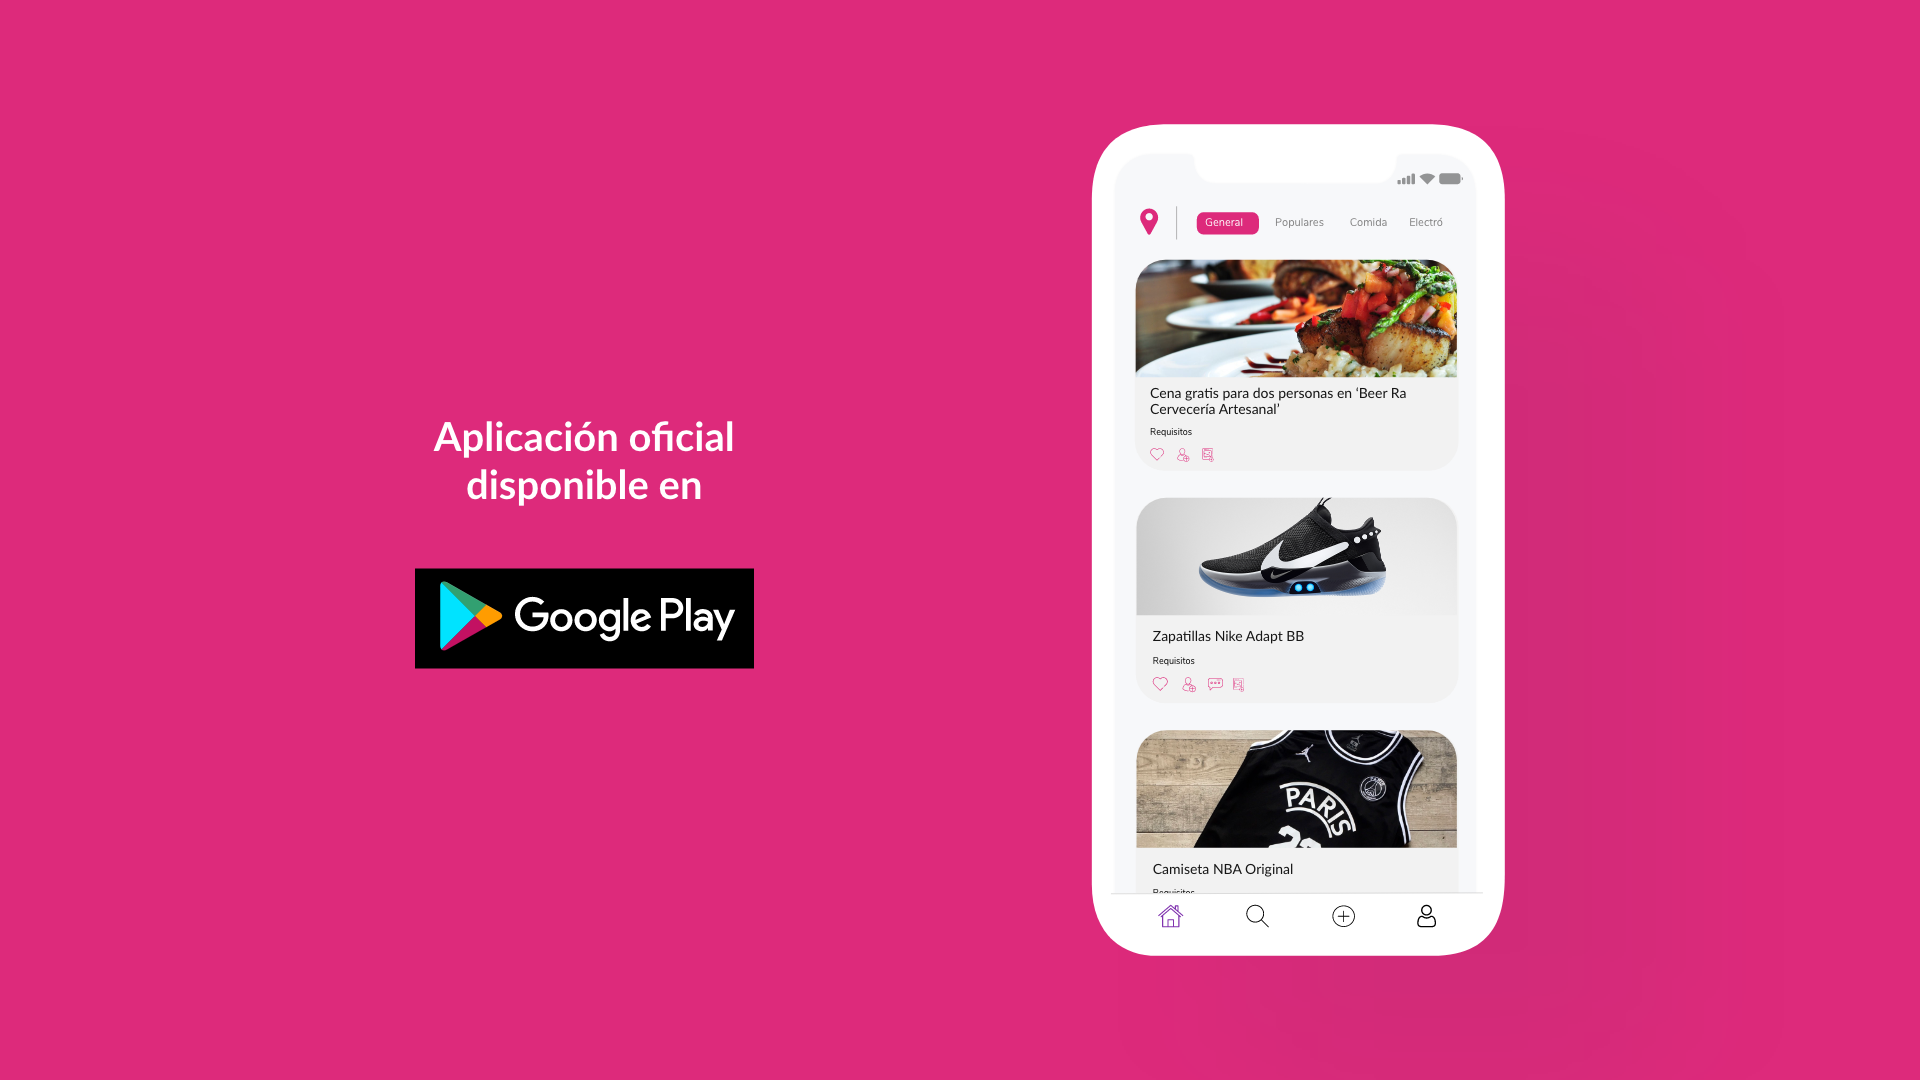 Aplicación oficial
disponible en
Google Play
General Populares Comida Electró
Cena gratis para dos personas en ‘Beer Ra
Cervecería Artesanal’
Requisitos
Zapatillas Nike Adapt BB
Requisitos
PARIS
Camiseta NBA Original
Requisitos